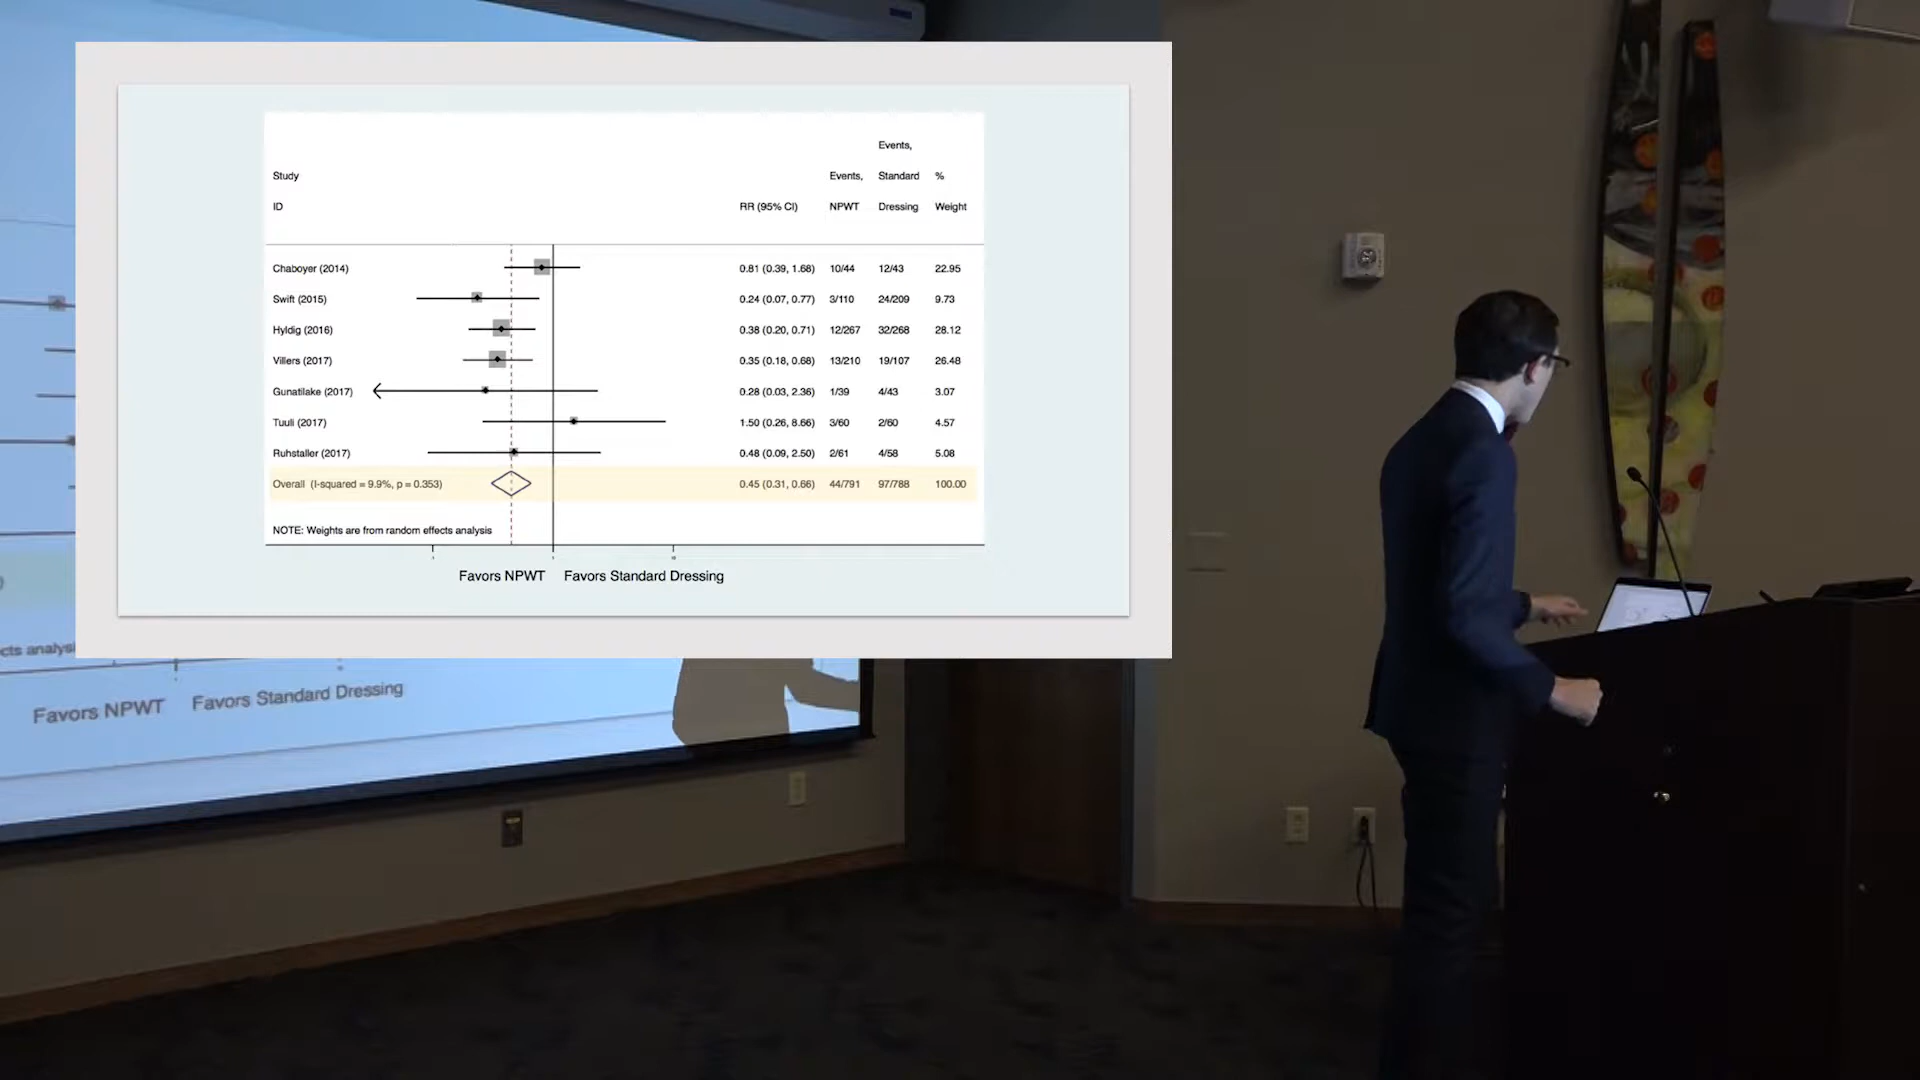 Events,
Study Events, Standard %
ID RR (95% CI) NPWT Dressing Weight
Chaboyer (2014) 0.81 (0.39, 1.68) 10/44 12/43 22.95
Swift (2015) 0.24 (0.07, 0.77) 3/110 24/209 9.73
Hyldig (2016) 0.38 (0.20, 0.71) 12/267 32/268 28.12
Villers (2017) 0.35 (0.18, 0.68) 13/210 19/107 26.48
Gunatilake (2017) 0.28 (0.03, 2.36) 1/39 4/43 3.07
Tuuli (2017) 1.50 (0.26, 8.66) 3/60 2/60 4.57
Ruhstaller (2017) 0.48 (0.09, 2.50) 2/61 4/58 5.08
Overall (I-squared = 9.9%, p = 0.353) 0.45 (0.31, 0.66) 44/791 97/788 100.00
NOTE: Weights are from random effects analysis
Favors NPWT Favors Standard Dressing
cts analysi
Favors NPWT Favors Standard Dressing